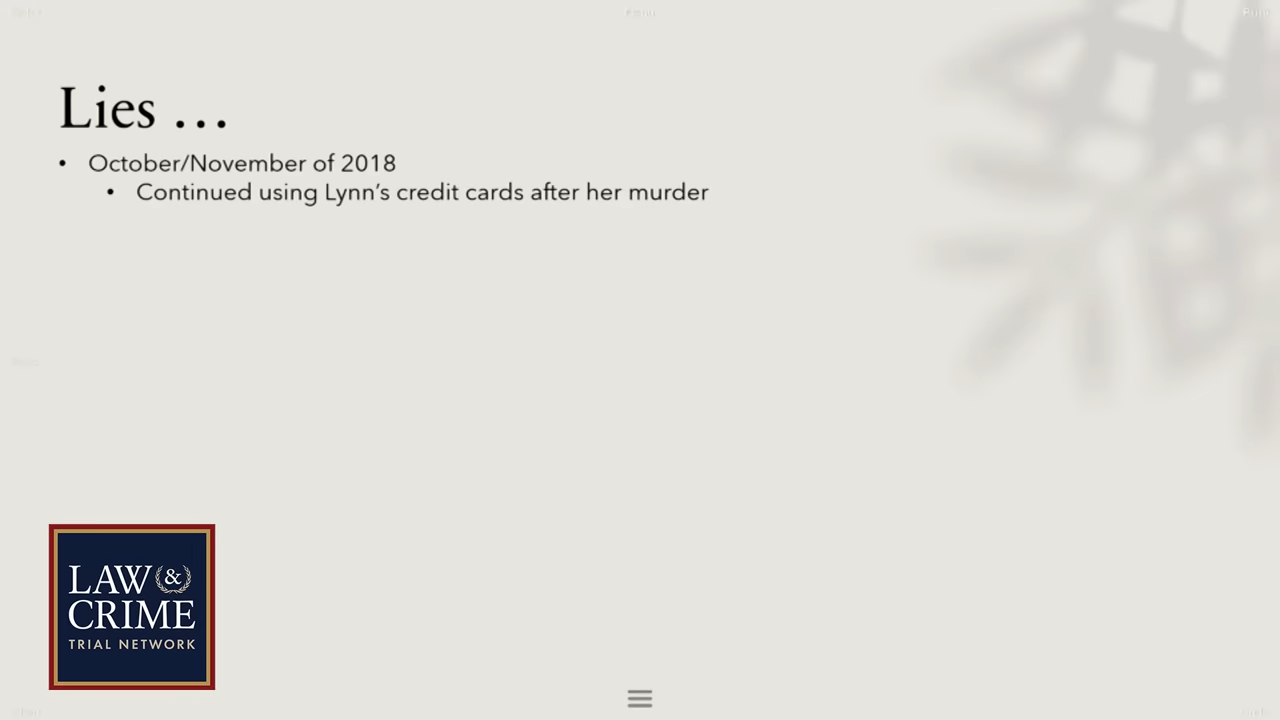 Lies …
• October/November of 2018
• Continued using Lynn's credit cards after her murder
LAW &
CRIME
TRIAL NETWORK